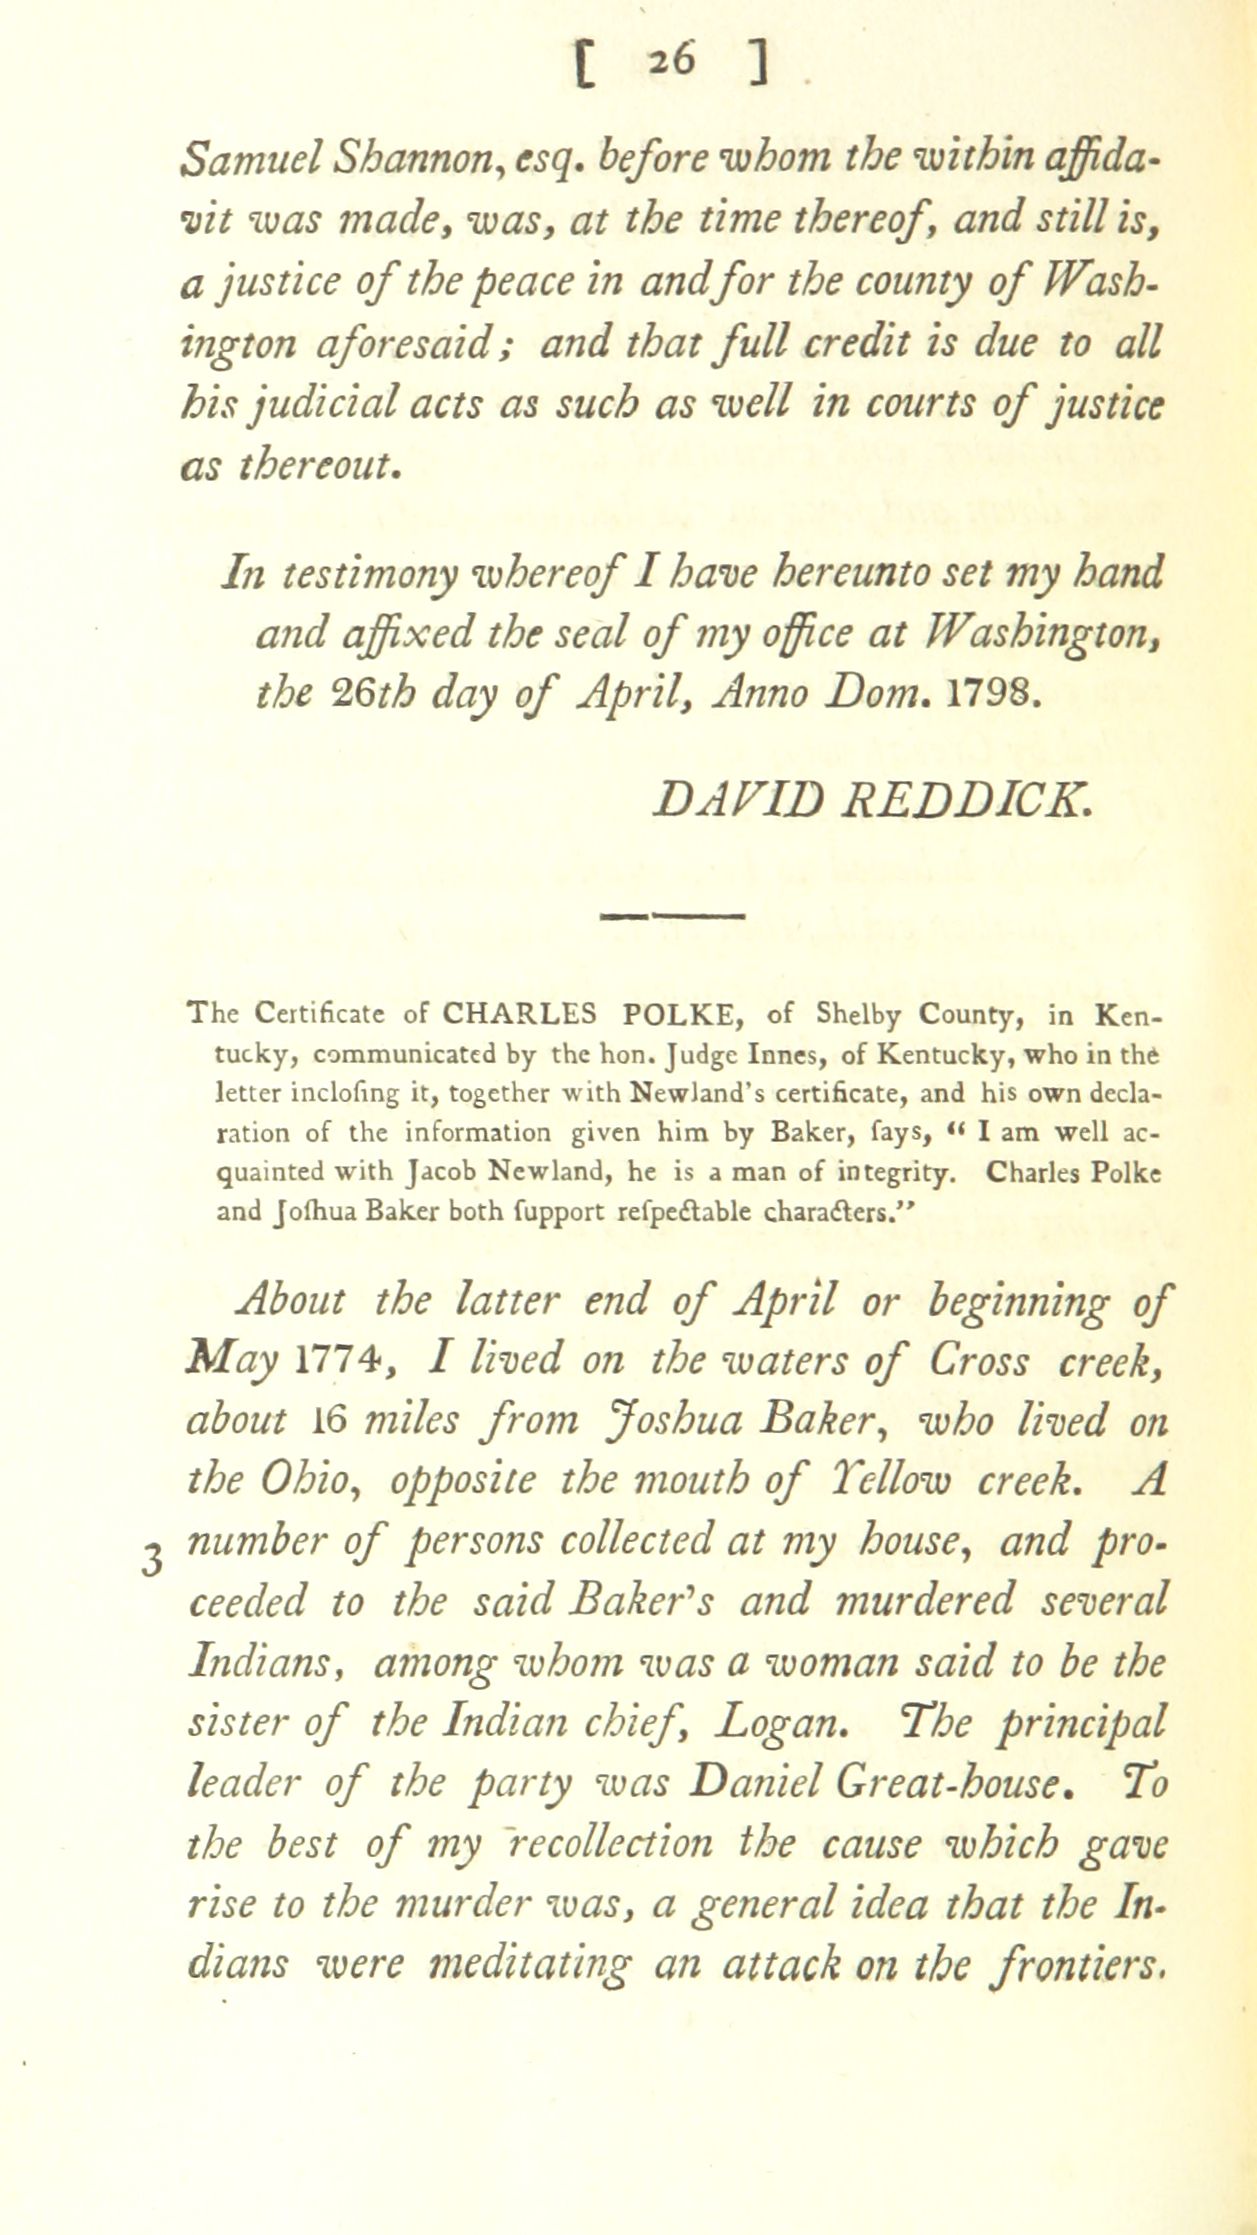 [ 26 ]
Samuel Shannon, esq. before whom the within affida-
vit was made, was, at the time thereof, and still is,
a justice of the peace in and for the county of Wash-
ington aforesaid; and that full credit is due to all
his judicial acts as such as well in courts of justice
as thereout.
In testimony whereof I have hereunto set my hand
and affixed the seal of my office at Washington,
the 26th day of April, Anno Dom. 1798.
DAVID REDDICK.
The Certificate of CHARLES POLKE, of Shelby County, in Ken-
tucky, communicated by the hon. Judge Innes, of Kentucky, who in the
letter incloſing it, together with Newland's certificate, and his own decla-
ration of the information given him by Baker, ſays, “ I am well ac-
quainted with Jacob Newland, he is a man of integrity. Charles Polke
and Joſhua Baker both ſupport reſpectable characters.”
About the latter end of April or beginning of
May 1774, I lived on the waters of Cross creek,
about 16 miles from Joshua Baker, who lived on
the Ohio, opposite the mouth of Yellow creek. A
3 number of persons collected at my house, and pro-
ceeded to the said Baker's and murdered several
Indians, among whom was a woman said to be the
sister of the Indian chief, Logan. The principal
leader of the party was Daniel Great-house. To
the best of my recollection the cause which gave
rise to the murder was, a general idea that the In-
dians were meditating an attack on the frontiers.